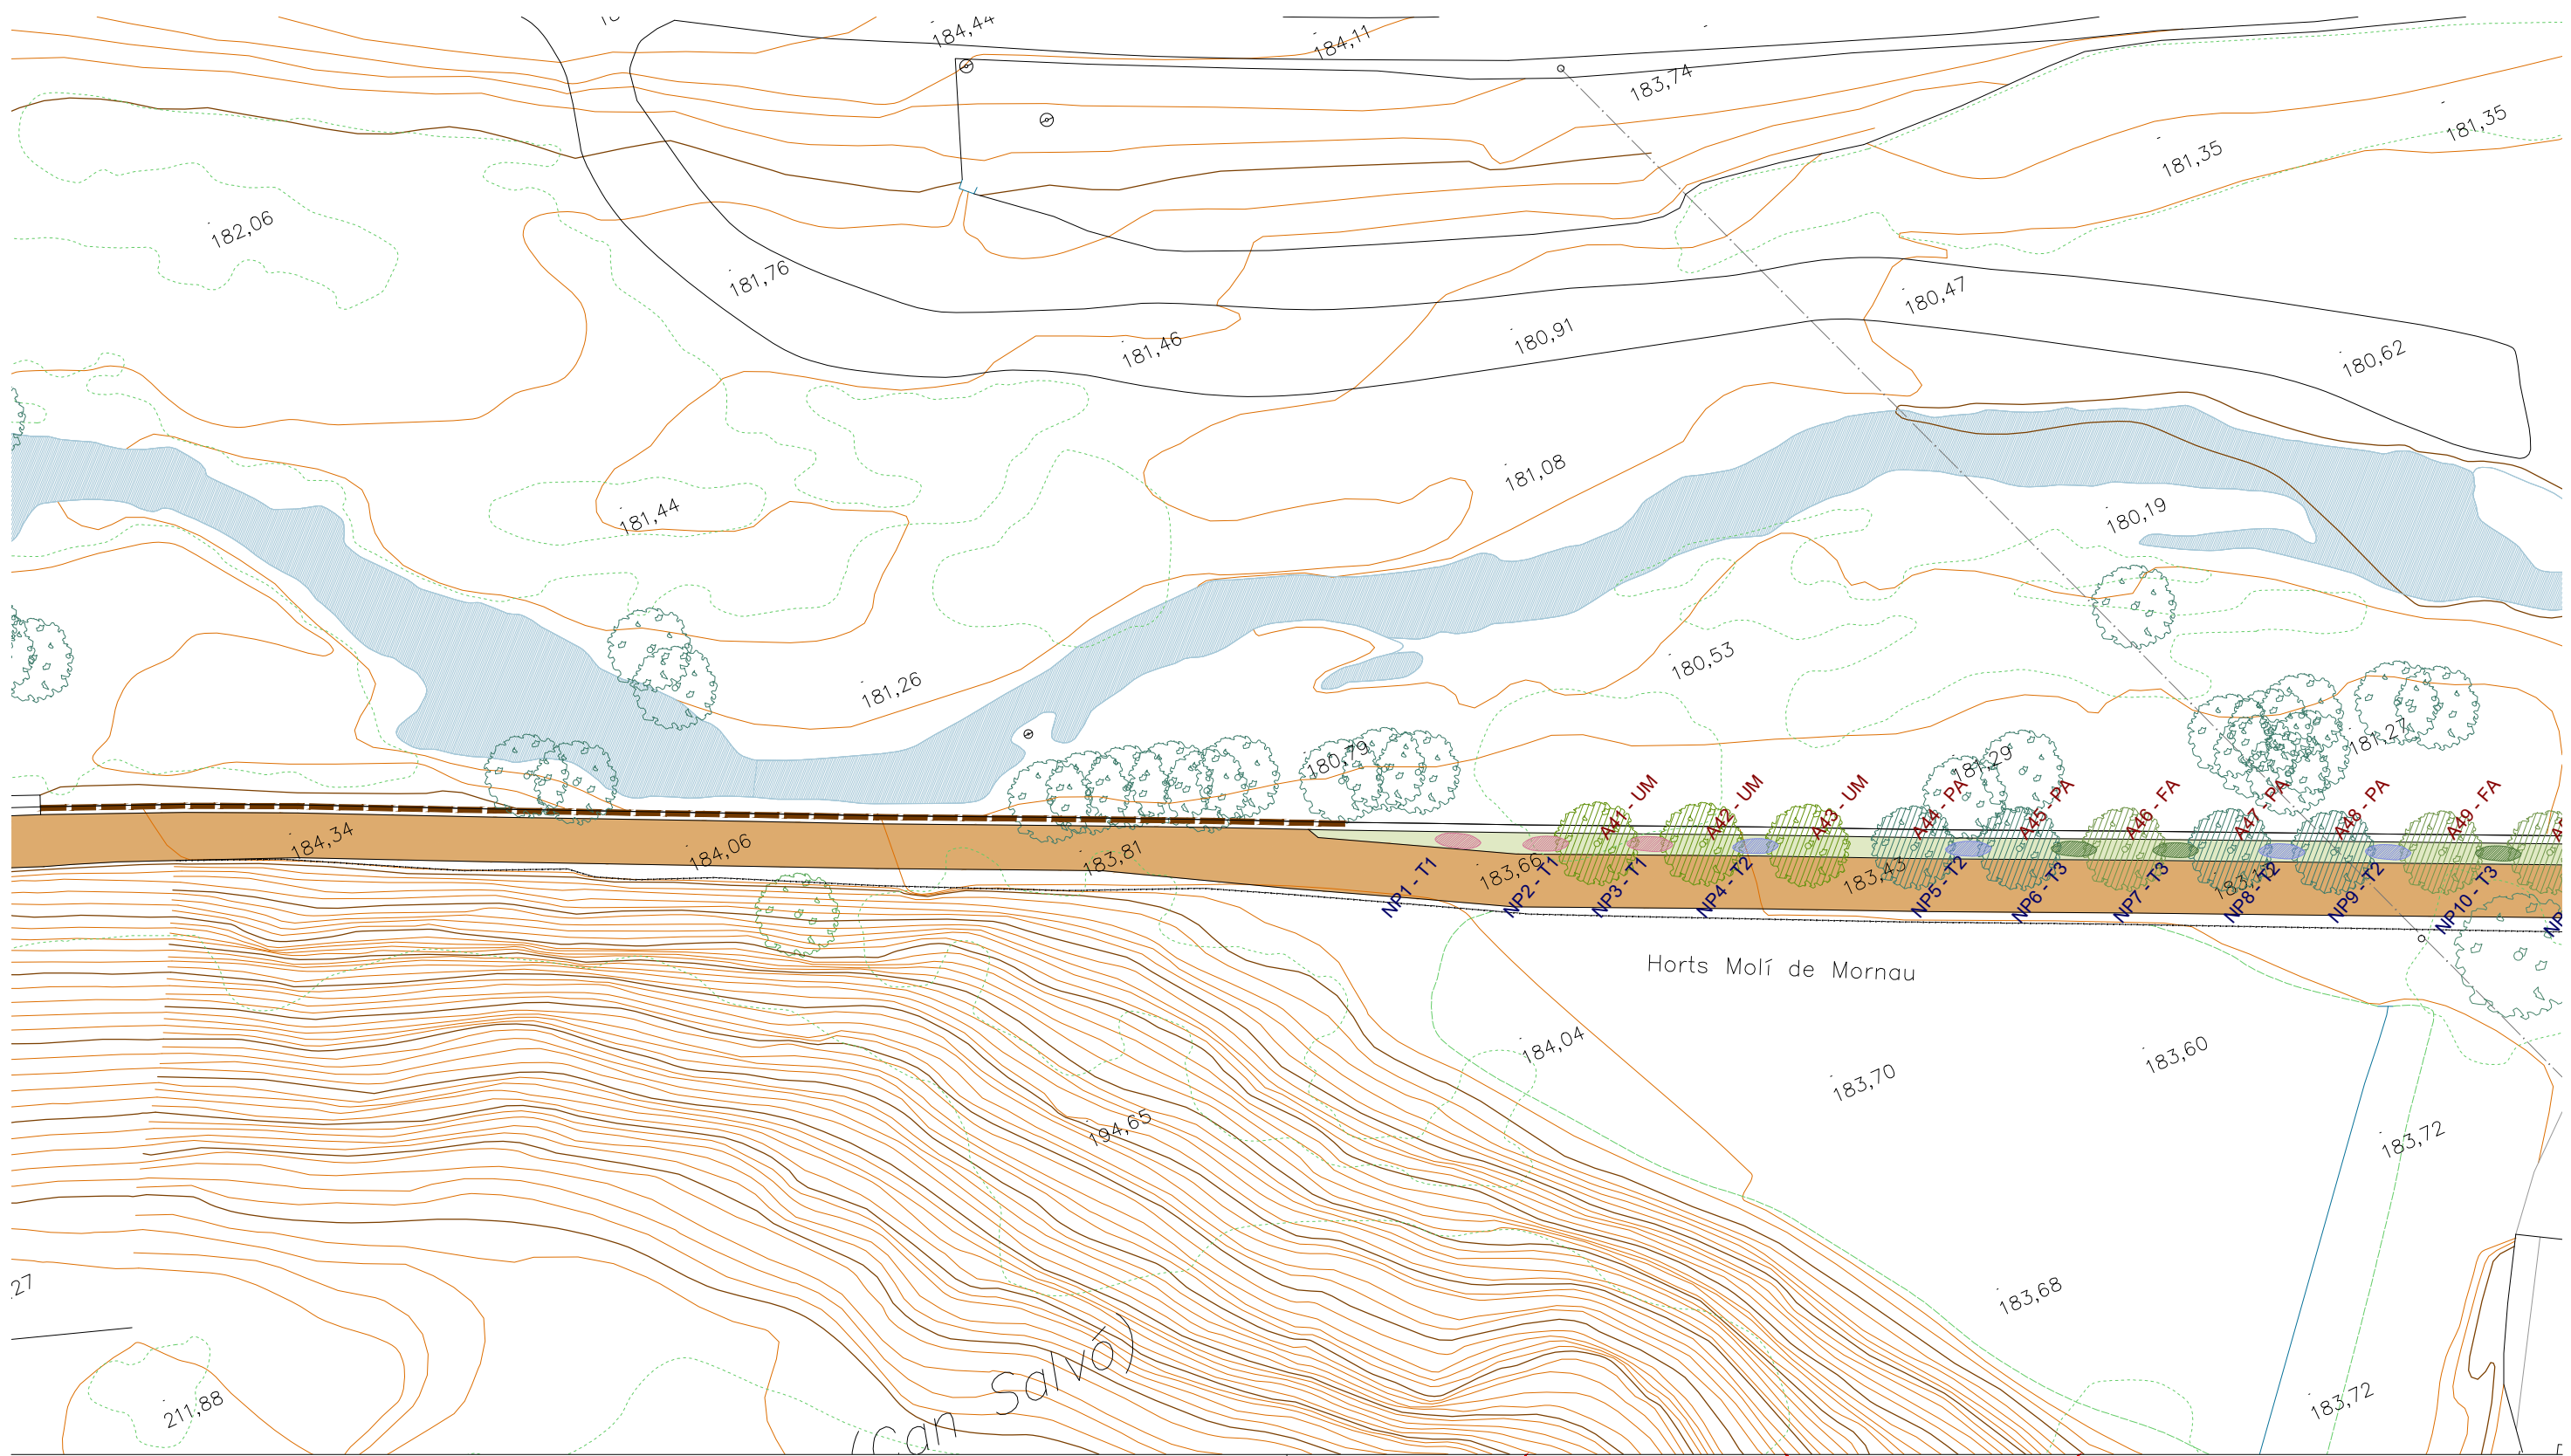 184,44
184,11
183,74
181,35
181,35
182,06
181,76
180,47
181,46
180,91
180,62
181,08
181,44
180,19
180,53
181,26
181,27
180,79
181,29
A41 - UM
A42 - UM
A43 - UM
A44 - PA
A45 - PA
A46 - FA
A47 - PA
A48 - PA
A49 - FA
184,34
184,06
183,81
183,66
183,43
NP1 - T1
NP2 - T1
NP3 - T1
NP4 - T2
NP5 - T2
NP6 - T3
NP7 - T3
NP8 - T2
NP9 - T2
NP10 - T3
Horts Molí de Mornau
184,04
183,70
183,60
194,65
183,72
183,68
27
(Can Salvó)
211,88
183,72